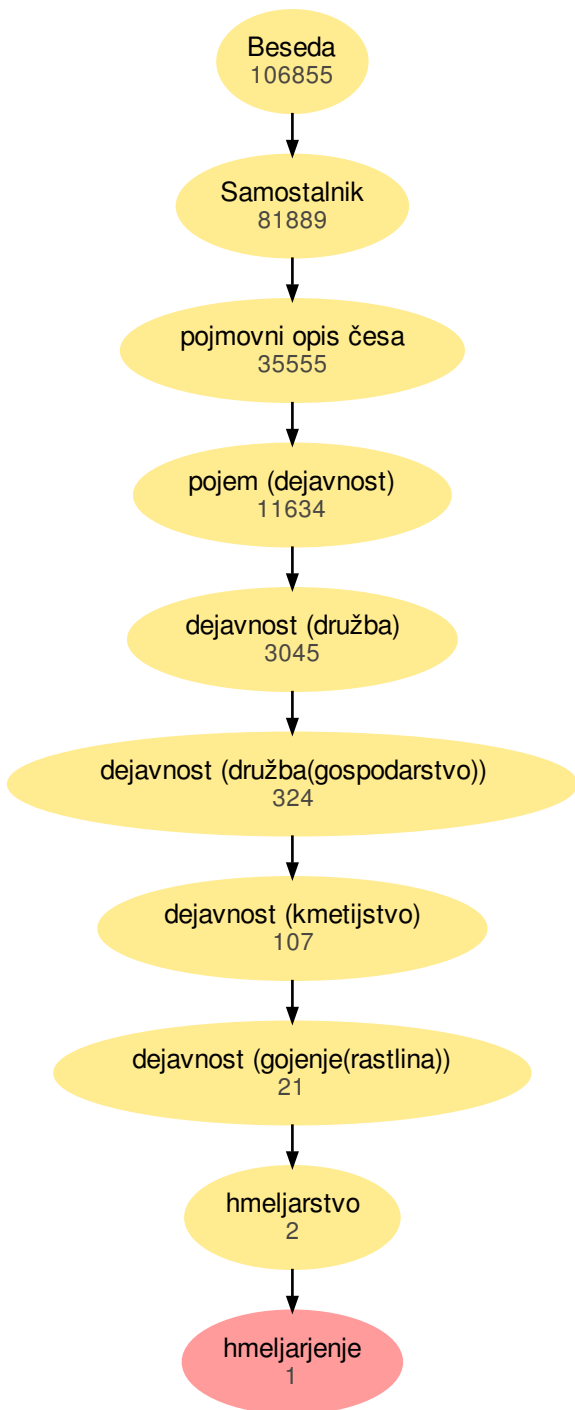 Beseda
106855
Samostalnik
81889
pojmovni opis česa
35555
pojem (dejavnost)
11634
dejavnost (družba)
3045
dejavnost (družba(gospodarstvo))
324
dejavnost (kmetijstvo)
107
dejavnost (gojenje(rastlina))
21
hmeljarstvo
2
hmeljarjenje
1